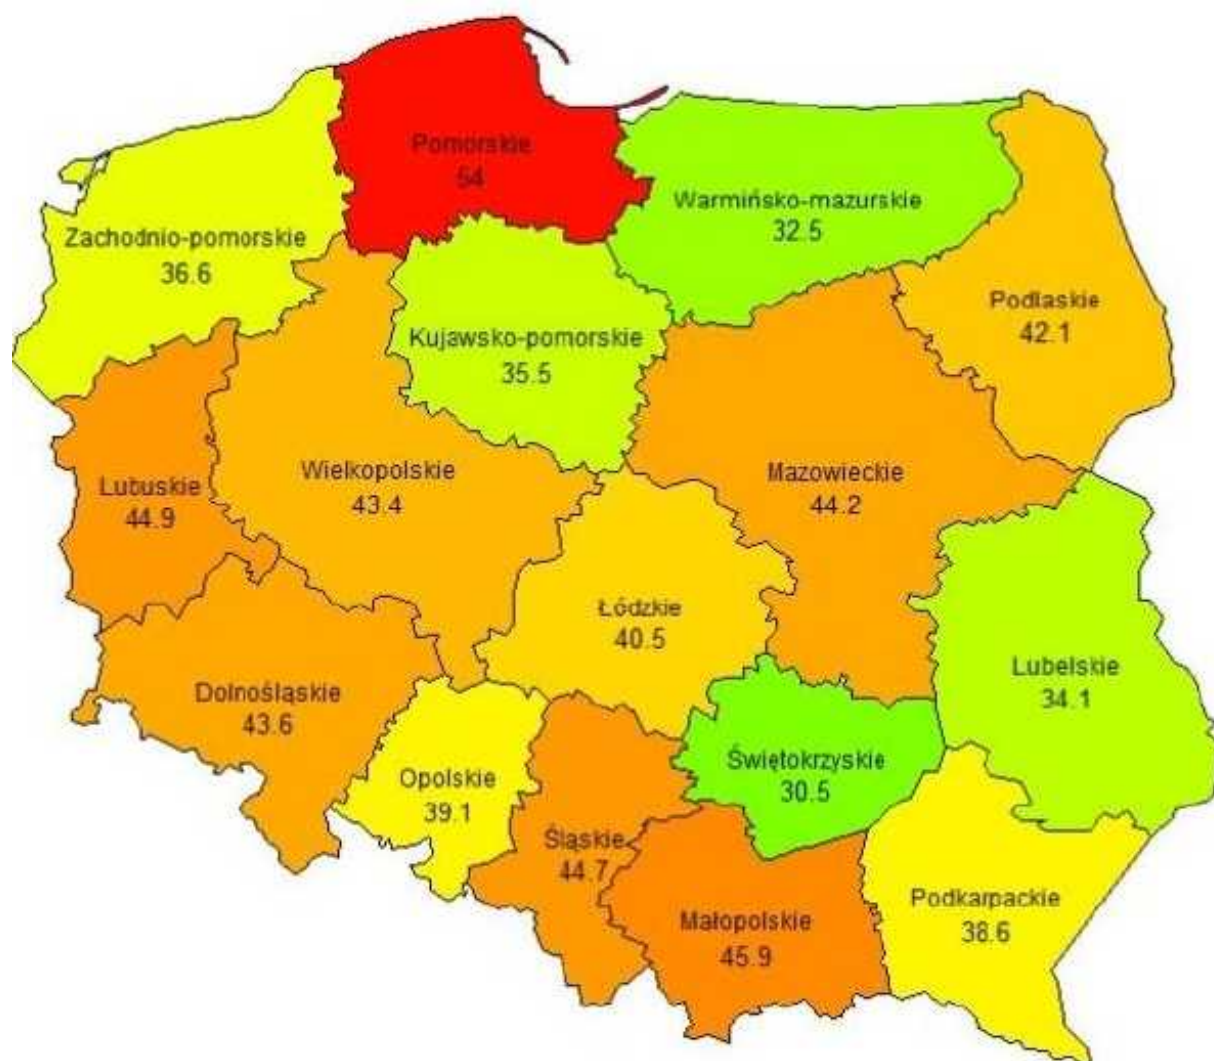 Pomorskie
54
Warmińsko-mazurskie
32.5
Zachodnio-pomorskie
36.6
Podlaskie
42.1
Kujawsko-pomorskie
35.5
Wielkopolskie
43.4
Mazowieckie
44.2
Lubuskie
44.9
Łódzkie
40.5
Lubelskie
34.1
Dolnośląskie
43.6
Świętokrzyskie
30.5
Opolskie
39.1
Śląskie
44.7
Podkarpackie
38.6
Małopolskie
45.9